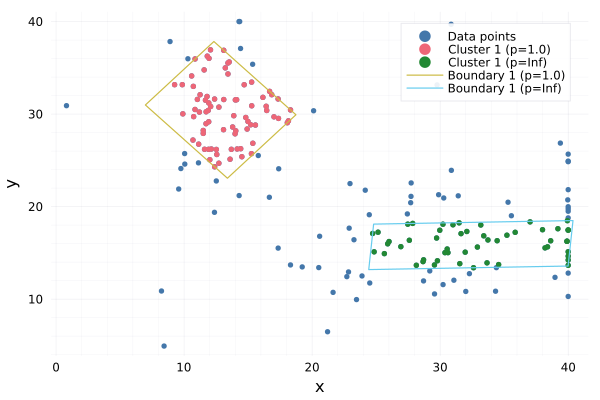 40
30
20
10
0
10
20
30
40
x
y
Data points
Cluster 1 (p=1.0)
Cluster 1 (p=Inf)
Boundary 1 (p=1.0)
Boundary 1 (p=Inf)